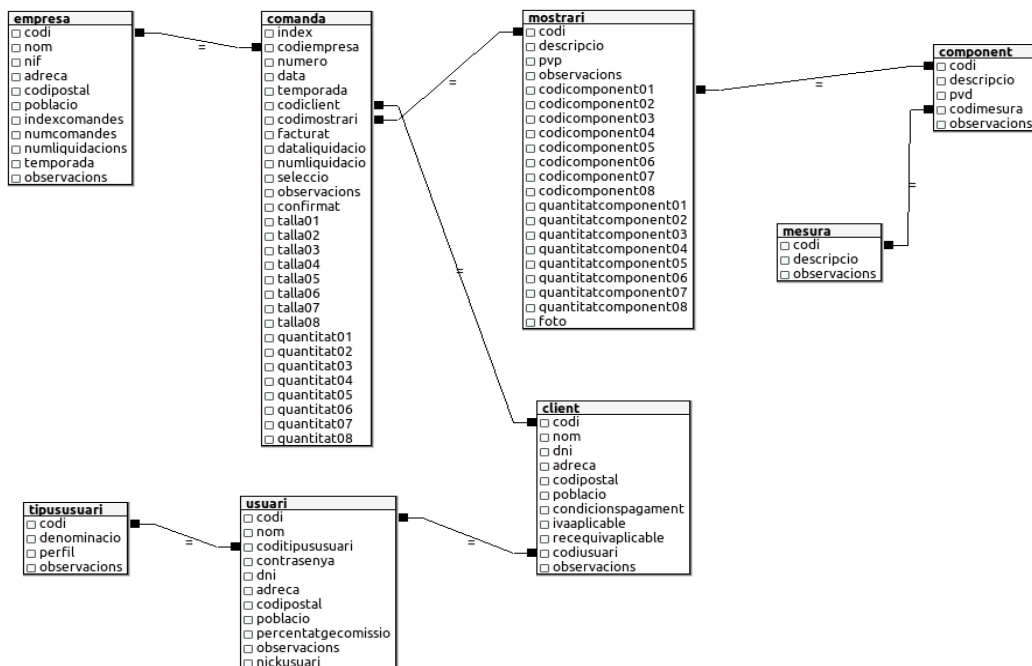 empresa
codi
nom
nif
adreca
codipostal
poblacio
indexcomandes
numcomandes
numliquidacions
temporada
observacions
comanda
index
codiempresa
numero
data
temporada
codiclient
codimostrari
facturat
dataliquidacio
numliquidacio
seleccio
observacions
confirmat
talla01
talla02
talla03
talla04
talla05
talla06
talla07
talla08
quantitat01
quantitat02
quantitat03
quantitat04
quantitat05
quantitat06
quantitat07
quantitat08
mostrari
codi
descripcio
pvp
observacions
codicomponent01
codicomponent02
codicomponent03
codicomponent04
codicomponent05
codicomponent06
codicomponent07
codicomponent08
quantitatcomponent01
quantitatcomponent02
quantitatcomponent03
quantitatcomponent04
quantitatcomponent05
quantitatcomponent06
quantitatcomponent07
quantitatcomponent08
foto
component
codi
descripcio
pvd
codimesura
observacions
mesura
codi
descripcio
observacions
client
codi
nom
dni
adreca
codipostal
poblacio
condicionspagament
ivaaplicable
recequivaplicable
codiusuari
observacions
tipususuari
codi
denominacio
perfil
observacions
usuari
codi
nom
coditipususuari
contrasenya
dni
adreca
codipostal
poblacio
percentatgecomissio
observacions
nickusuari
=
=
=
=
=
=
=